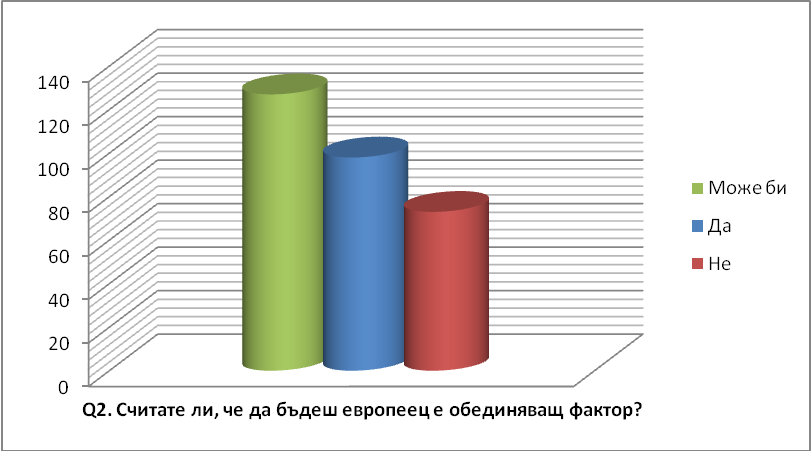 140
120
100
80
60
40
20
0
Може би
Да
Не
Q2. Считате ли, че да бъдеш европеец е обединяващ фактор?